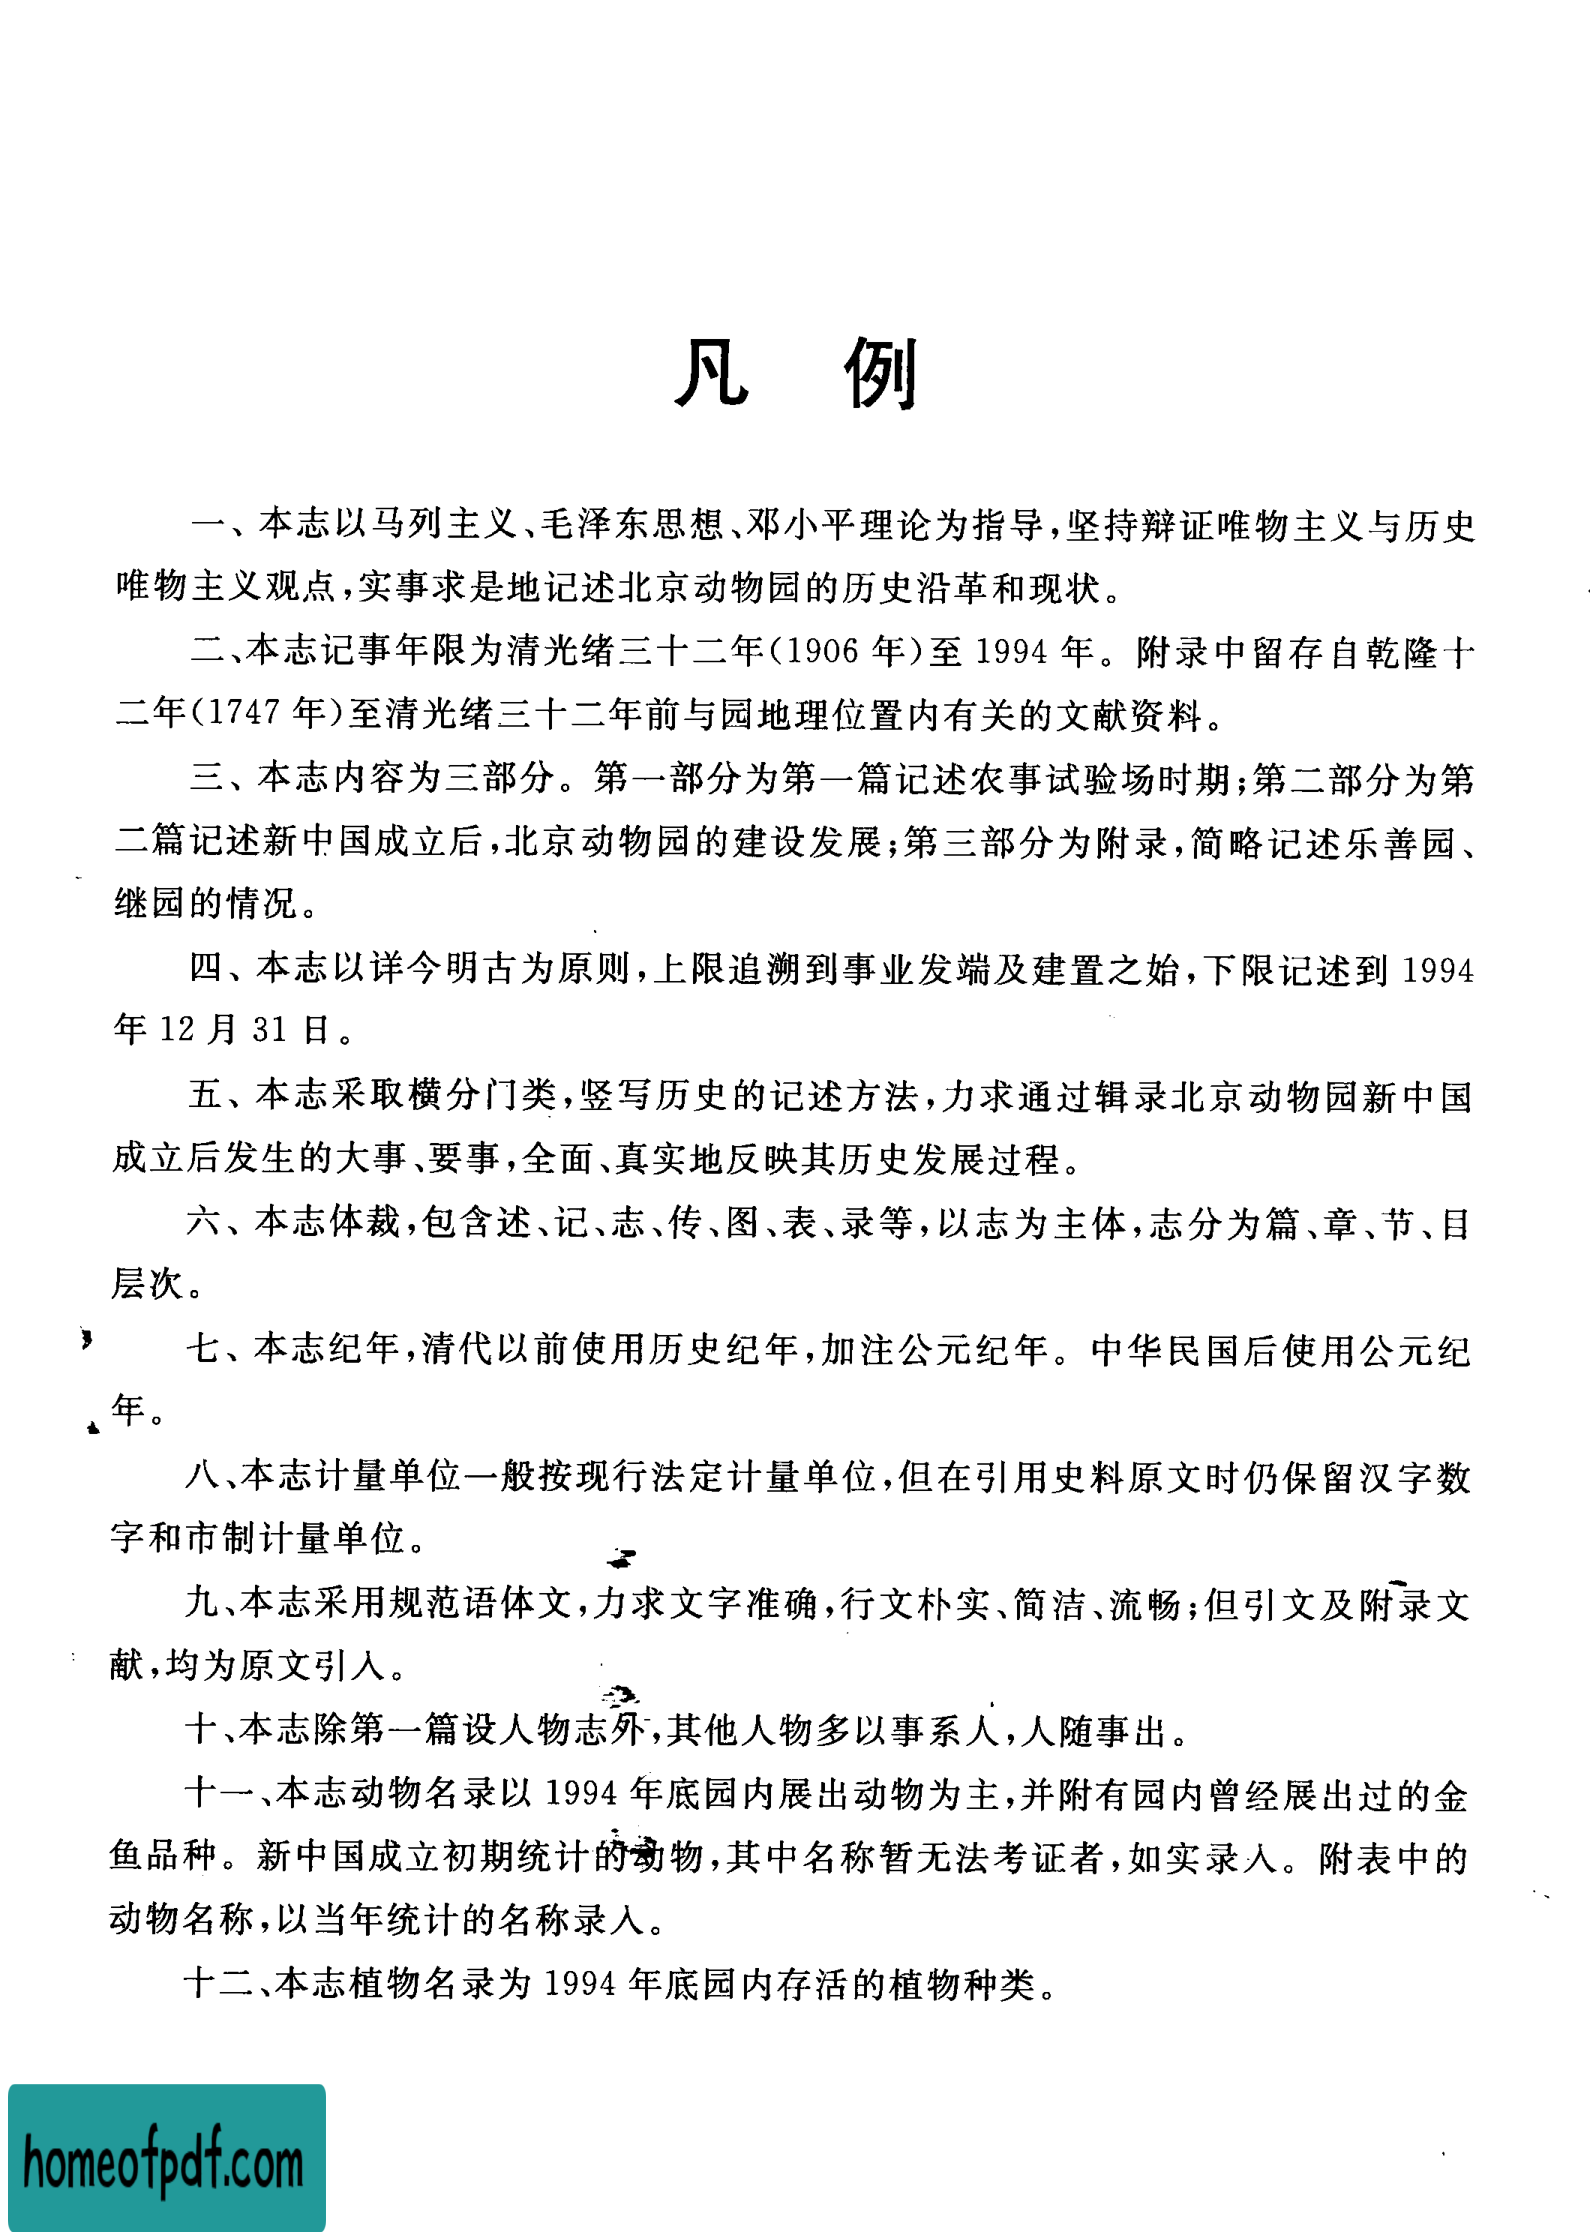 凡 例
一、本志以马列主义、毛泽东思想、邓小平理论为指导,坚持辩证唯物主义与历史
唯物主义观点,实事求是地记述北京动物园的历史沿革和现状。
二、本志记事年限为清光绪三十二年(1906 年)至 1994 年。附录中留存自乾隆十
二年(1747 年)至清光绪三十二年前与园地理位置内有关的文献资料。
三、本志内容为三部分。第一部分为第一篇记述农事试验场时期;第二部分为第
二篇记述新中国成立后,北京动物园的建设发展;第三部分为附录,简略记述乐善园、
继园的情况。
四、本志以详今明古为原则,上限追溯到事业发端及建置之始,下限记述到 1994
年 12 月 31 日。
五、本志采取横分门类,竖写历史的记述方法,力求通过辑录北京动物园新中国
成立后发生的大事、要事,全面、真实地反映其历史发展过程。
六、本志体裁,包含述、记、志、传、图、表、录等,以志为主体,志分为篇、章、节、目
层次。
七、本志纪年,清代以前使用历史纪年,加注公元纪年。中华民国后使用公元纪
年。
八、本志计量单位一般按现行法定计量单位,但在引用史料原文时仍保留汉字数
字和市制计量单位。
九、本志采用规范语体文,力求文字准确,行文朴实、简洁、流畅;但引文及附录文
献,均为原文引入。
十、本志除第一篇设人物志外,其他人物多以事系人,人随事出。
十一、本志动物名录以 1994 年底园内展出动物为主,并附有园内曾经展出过的金
鱼品种。新中国成立初期统计的动物,其中名称暂无法考证者,如实录入。附表中的
动物名称,以当年统计的名称录入。
十二、本志植物名录为 1994 年底园内存活的植物种类。
homeofpdf.com